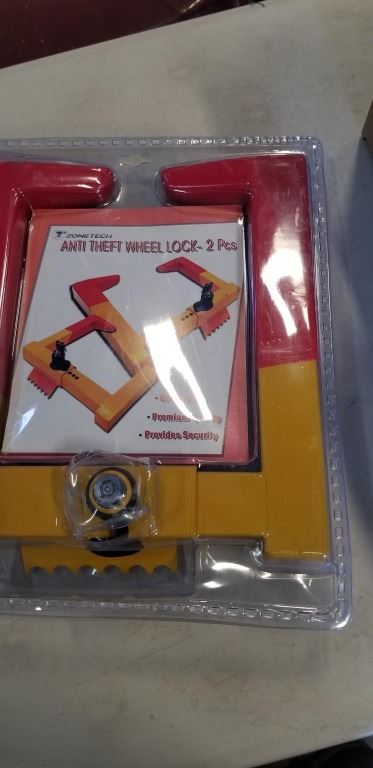 ZONETECH
ANTI THEFT WHEEL LOCK- 2 Pcs
• Premium
• Provides Security